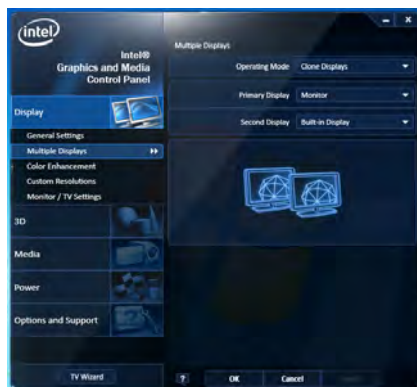 intel
Intel®
Graphics and Media
Control Panel
Display
General Settings
Multiple Displays
Color Enhancement
Custom Resolutions
Monitor / TV Settings
3D
Media
Power
Options and Support
TV Wizard
Multiple Displays
Operating Mode Clone Displays
Primary Display Monitor
Second Display Built-in Display
? OK Cancel